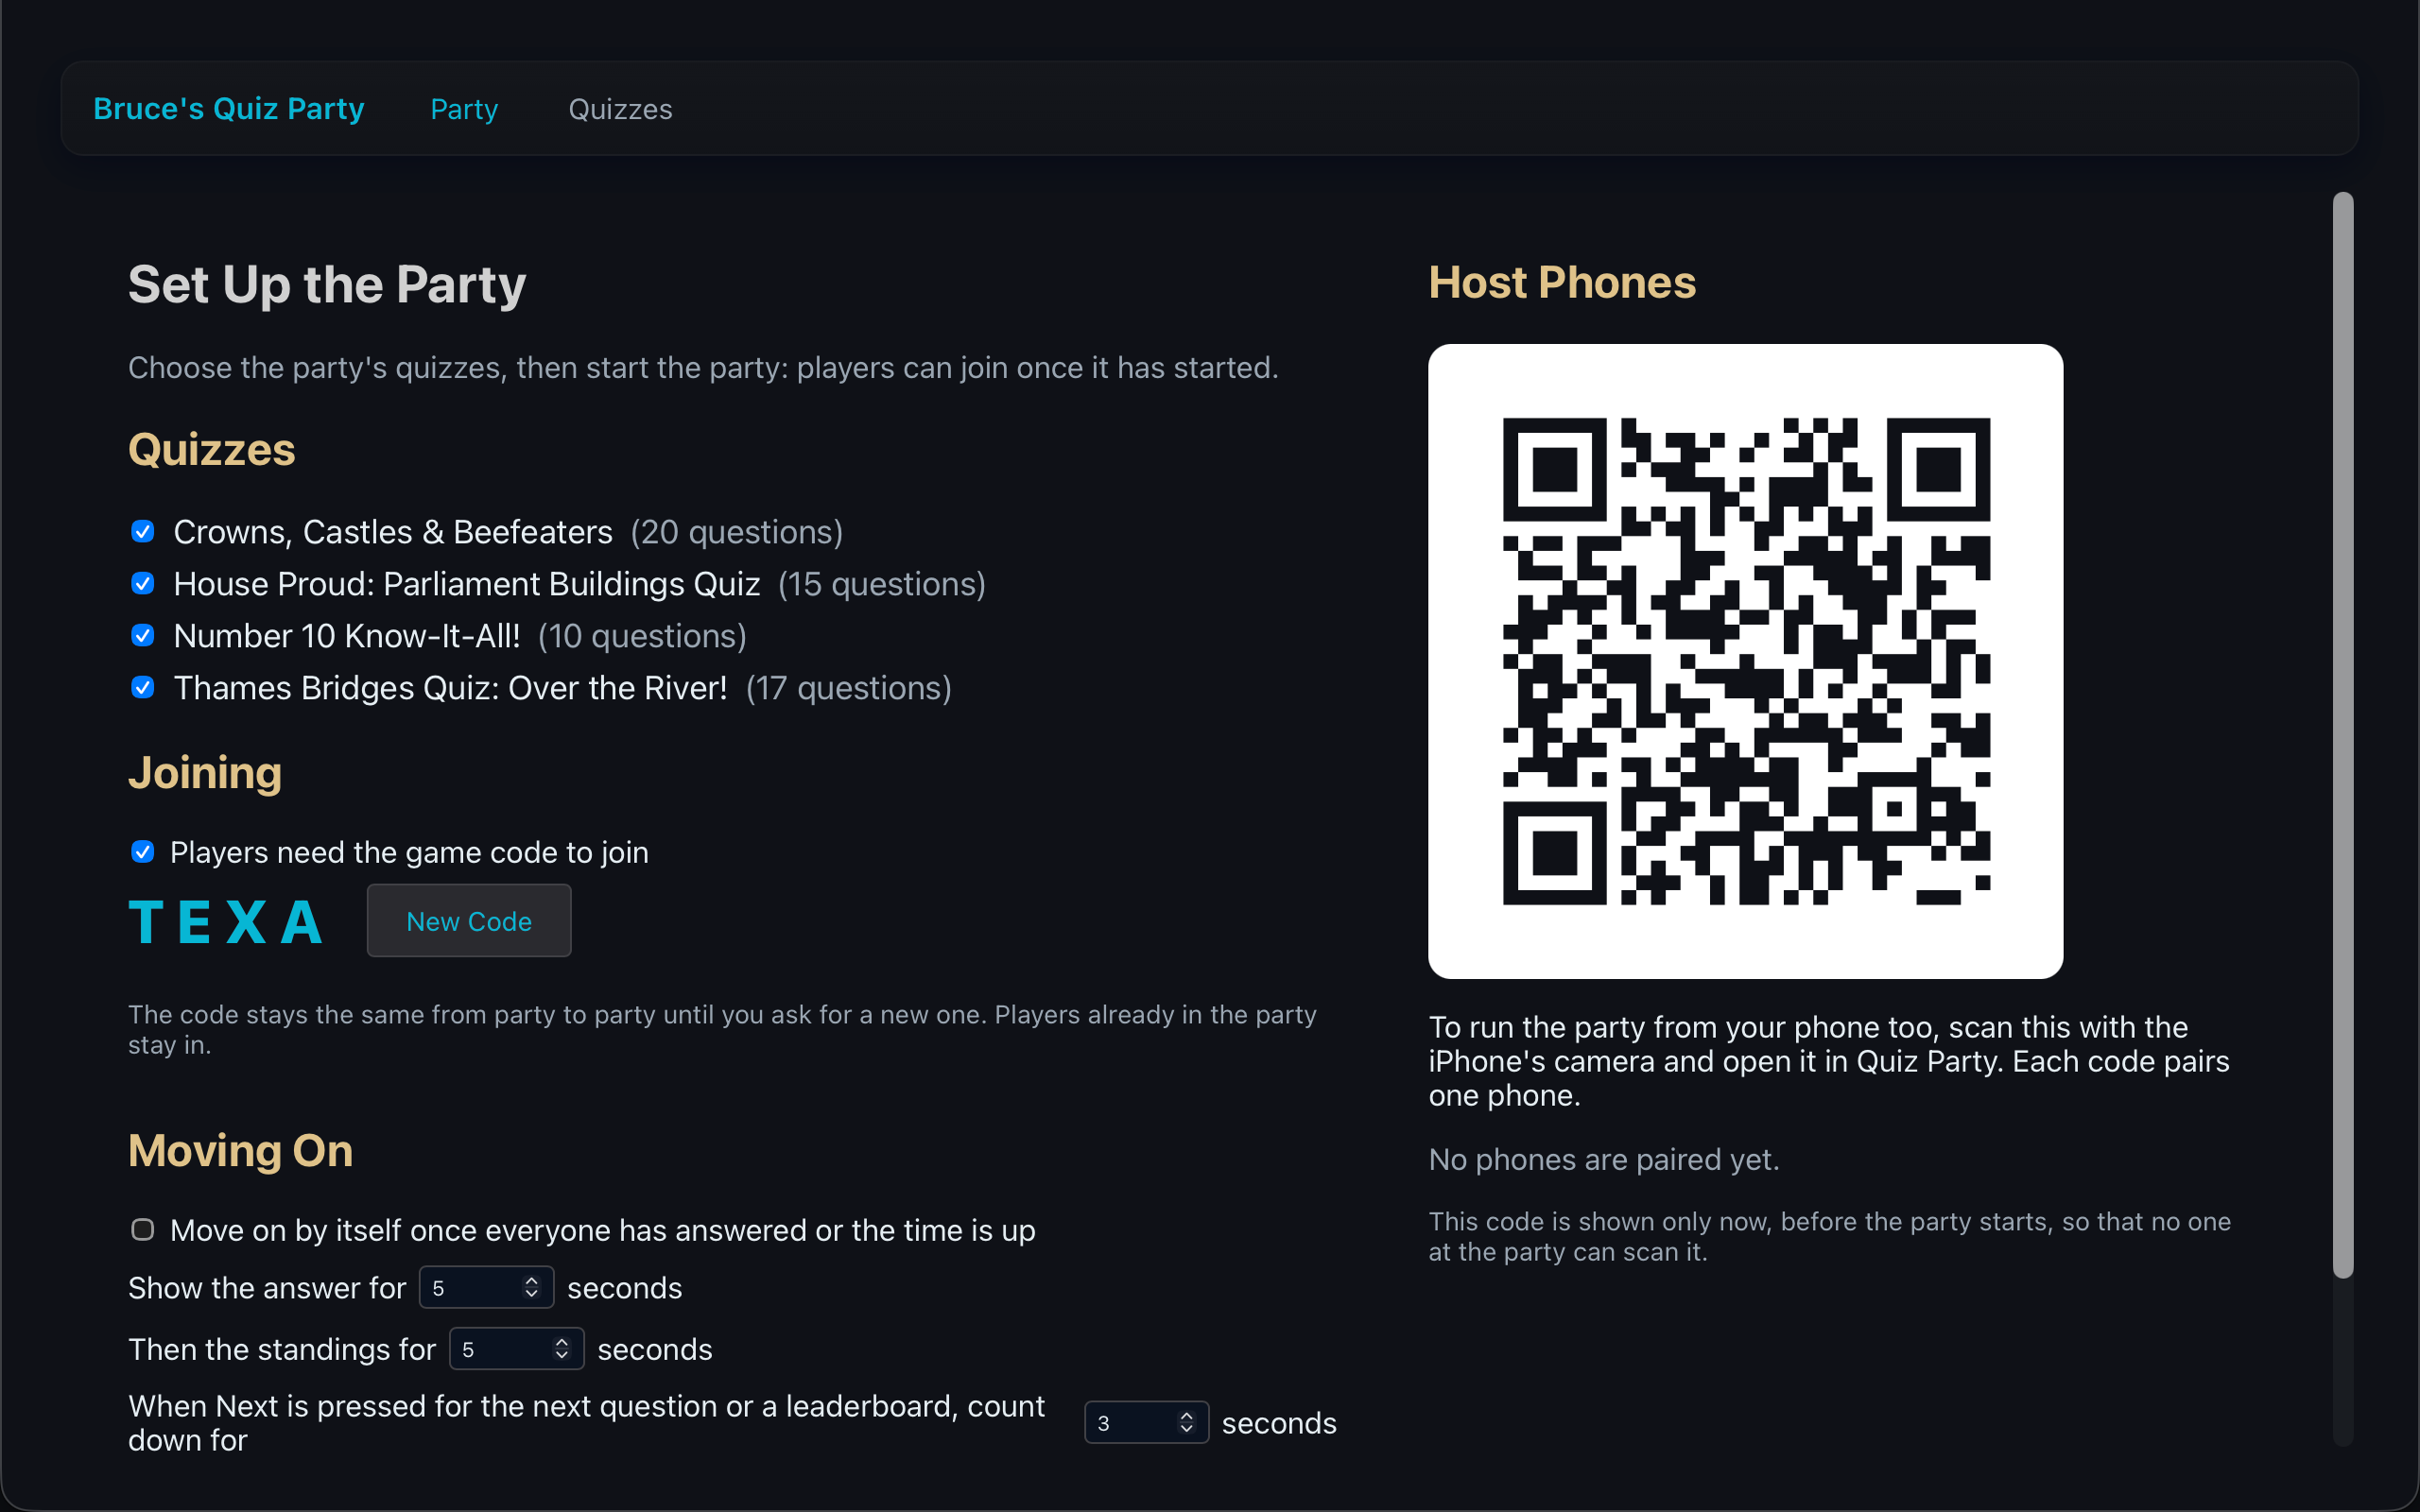 Bruce's Quiz Party
Party
Quizzes
Set Up the Party
Choose the party's quizzes, then start the party: players can join once it has started.
Quizzes
Crowns, Castles & Beefeaters (20 questions)
House Proud: Parliament Buildings Quiz (15 questions)
Number 10 Know-It-All! (10 questions)
Thames Bridges Quiz: Over the River! (17 questions)
Joining
Players need the game code to join
TEXA
New Code
The code stays the same from party to party until you ask for a new one. Players already in the party
stay in.
Moving On
Move on by itself once everyone has answered or the time is up
Show the answer for 5 seconds
Then the standings for 5 seconds
When Next is pressed for the next question or a leaderboard, count
down for 3 seconds
Host Phones
To run the party from your phone too, scan this with the
iPhone's camera and open it in Quiz Party. Each code pairs
one phone.
No phones are paired yet.
This code is shown only now, before the party starts, so that no one
at the party can scan it.